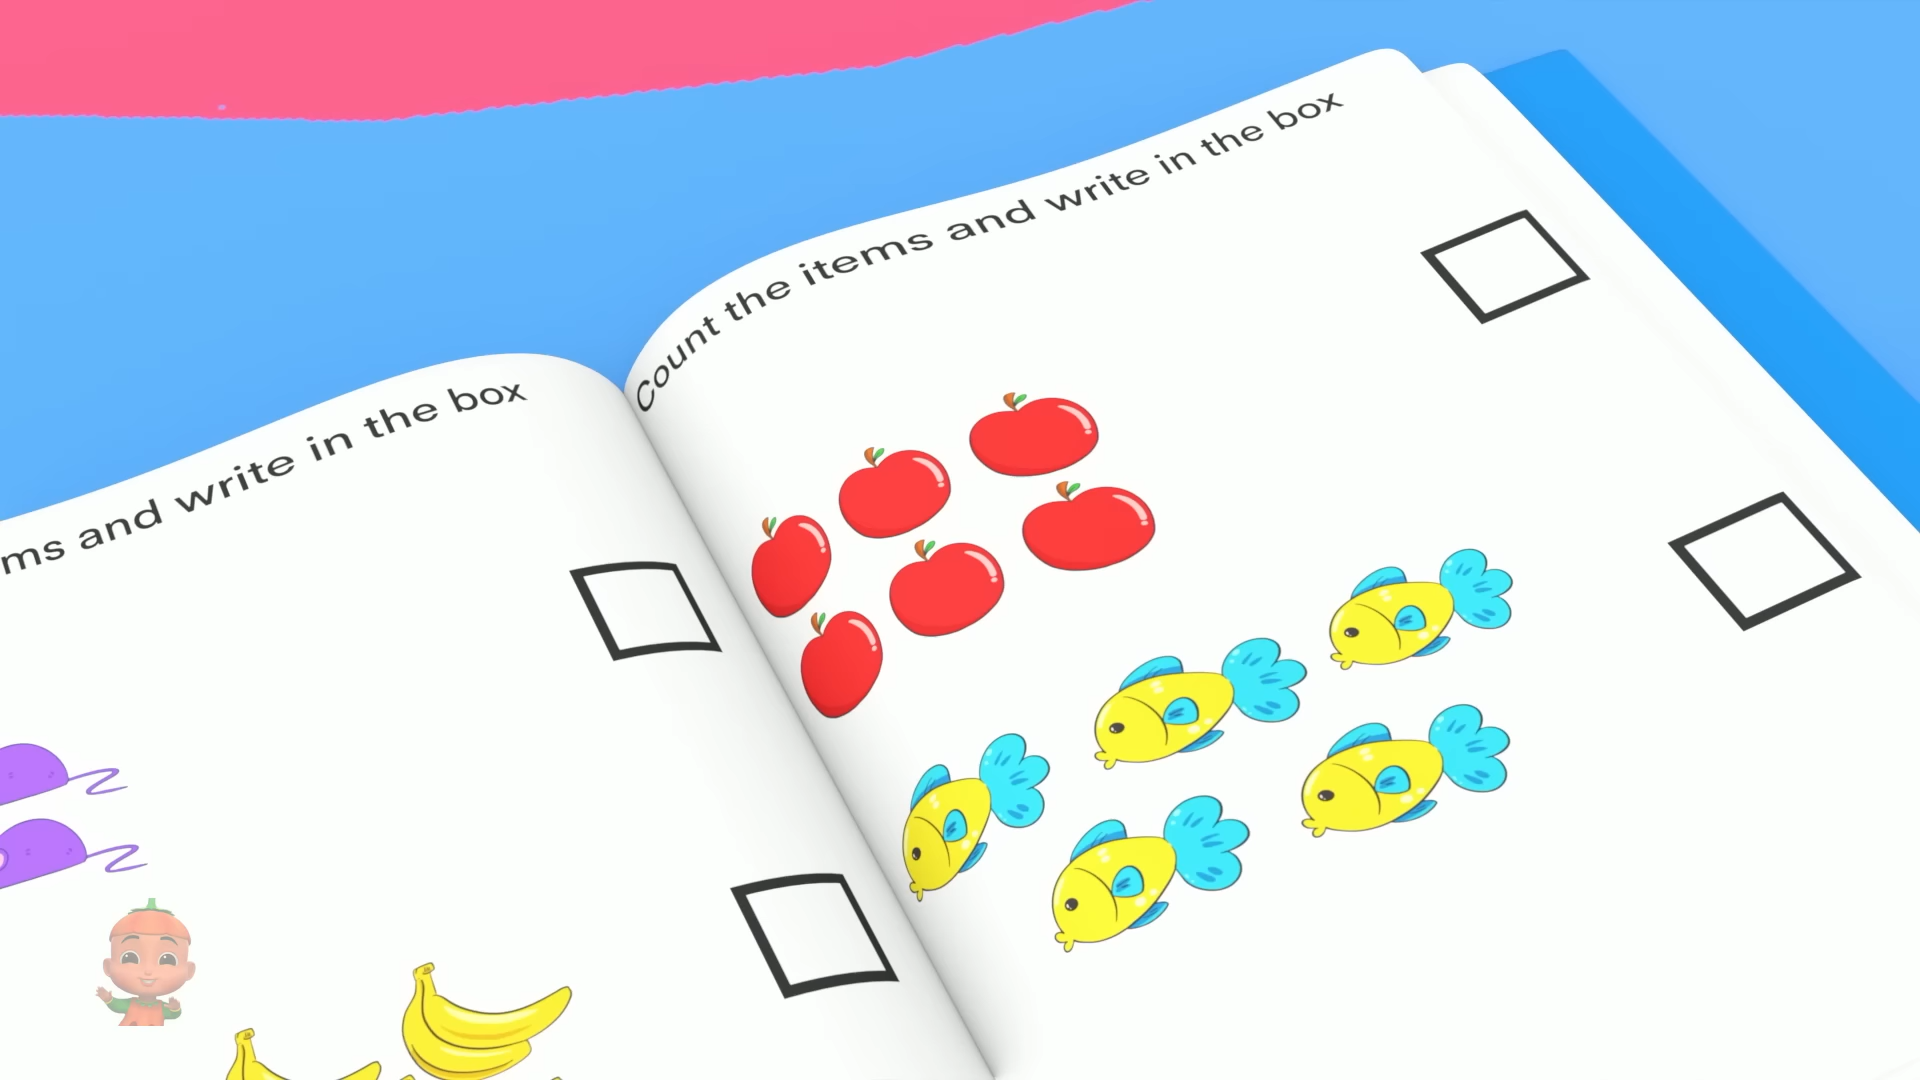 ms and write in the box
Count the items and write in the box